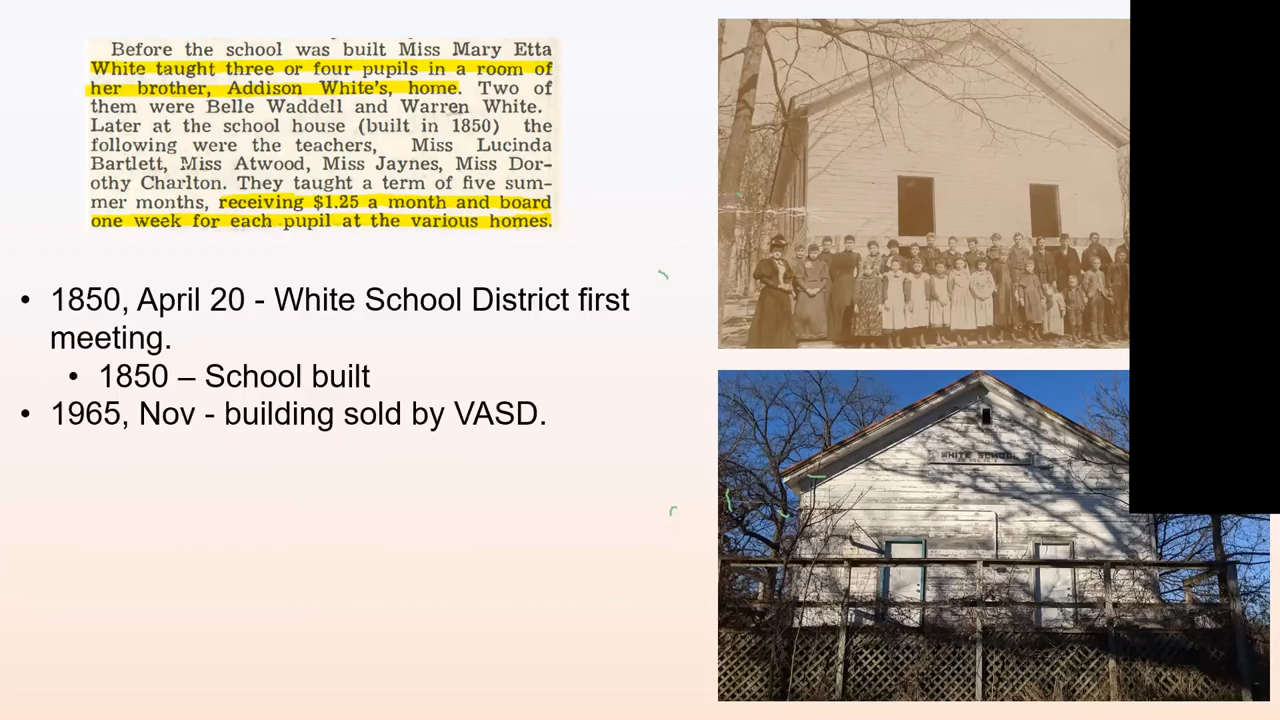 Before the school was built Miss Mary Etta
White taught three or four pupils in a room of
her brother, Addison White's, home. Two of
them were Belle Waddell and Warren White.
Later at the school house (built in 1850) the
following were the teachers, Miss Lucinda
Bartlett, Miss Atwood, Miss Jaynes, Miss Dor-
othy Charlton. They taught a term of five sum-
mer months, receiving $1.25 a month and board
one week for each pupil at the various homes.
• 1850, April 20 - White School District first
meeting.
• 1850 – School built
• 1965, Nov - building sold by VASD.
WHITE SCHOOL